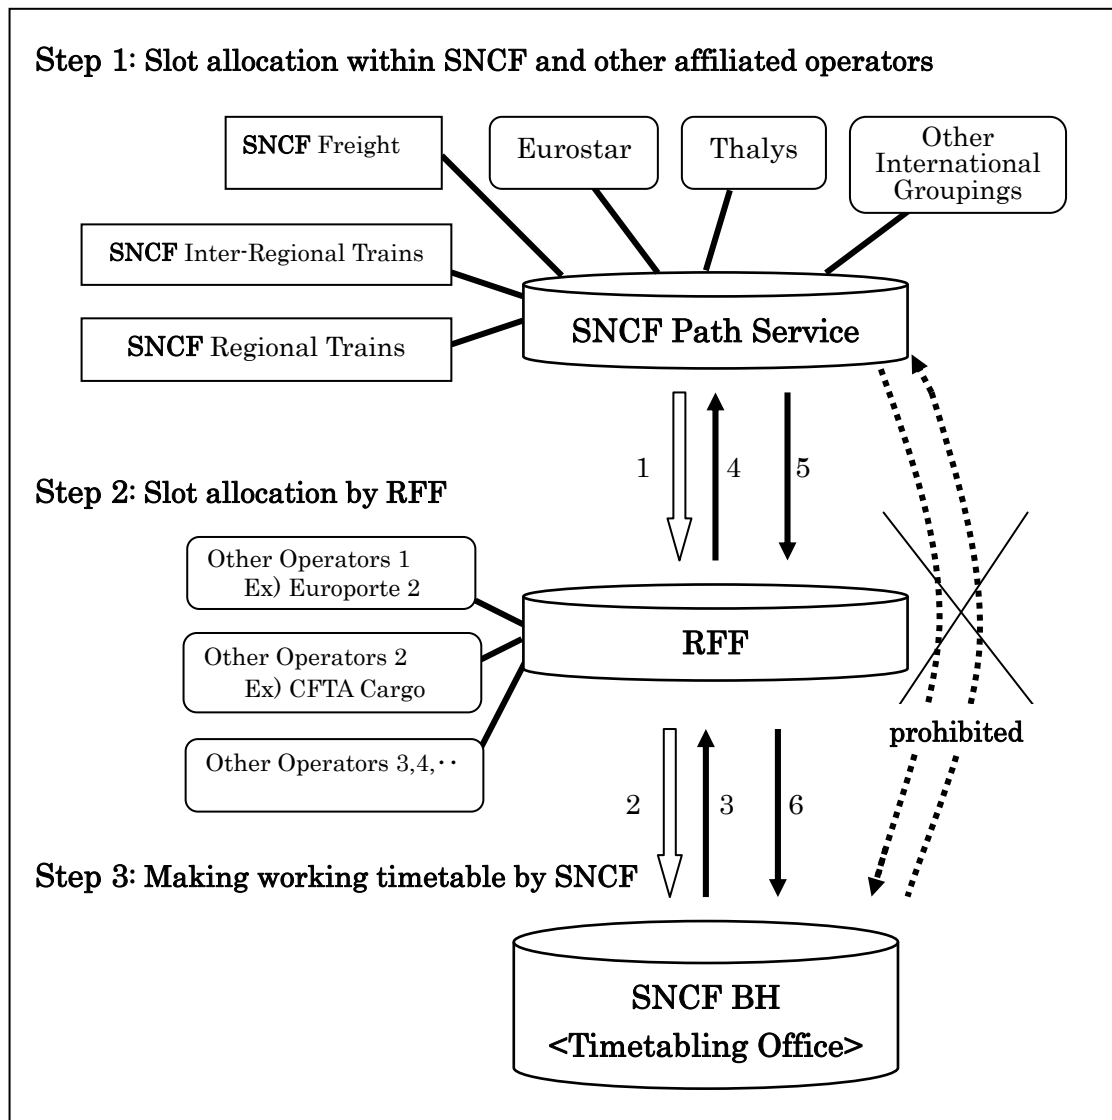 Step 1: Slot allocation within SNCF and other affiliated operators
SNCF Freight
Eurostar
Thalys
Other
International
Groupings
SNCF Inter-Regional Trains
SNCF Regional Trains
SNCF Path Service
1
4
5
Step 2: Slot allocation by RFF
Other Operators 1
Ex) Europorte 2
Other Operators 2
Ex) CFTA Cargo
Other Operators 3,4,‥
RFF
prohibited
2
3
6
Step 3: Making working timetable by SNCF
SNCF BH
<Timetabling Office>